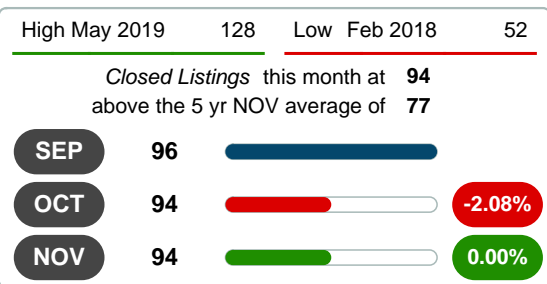 High May 2019 128 Low Feb 2018 52
Closed Listings this month at 94
above the 5 yr NOV average of 77
SEP 96
OCT 94 -2.08%
NOV 94 0.00%